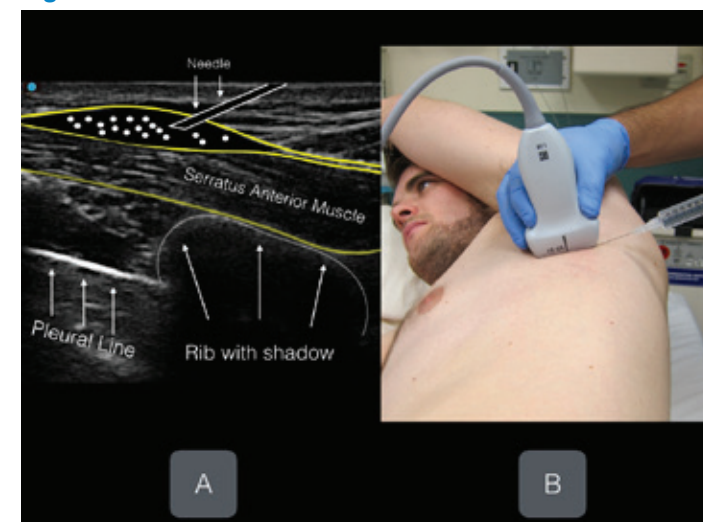 Needle
Serratus Anterior Muscle
Pleural Line
Rib with shadow
A
B